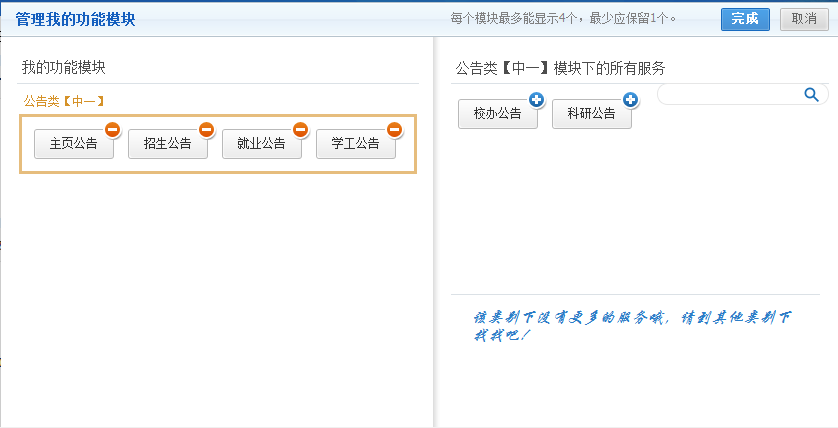 管理我的功能模块
每个模块最多能显示4个，最少应保留1个。
完成
取消
我的功能模块
公告类【中一】
主页公告
招生公告
就业公告
学工公告
公告类【中一】模块下的所有服务
校办公告
科研公告
该类别下没有更多的服务哦，请到其他类别下
找找吧！